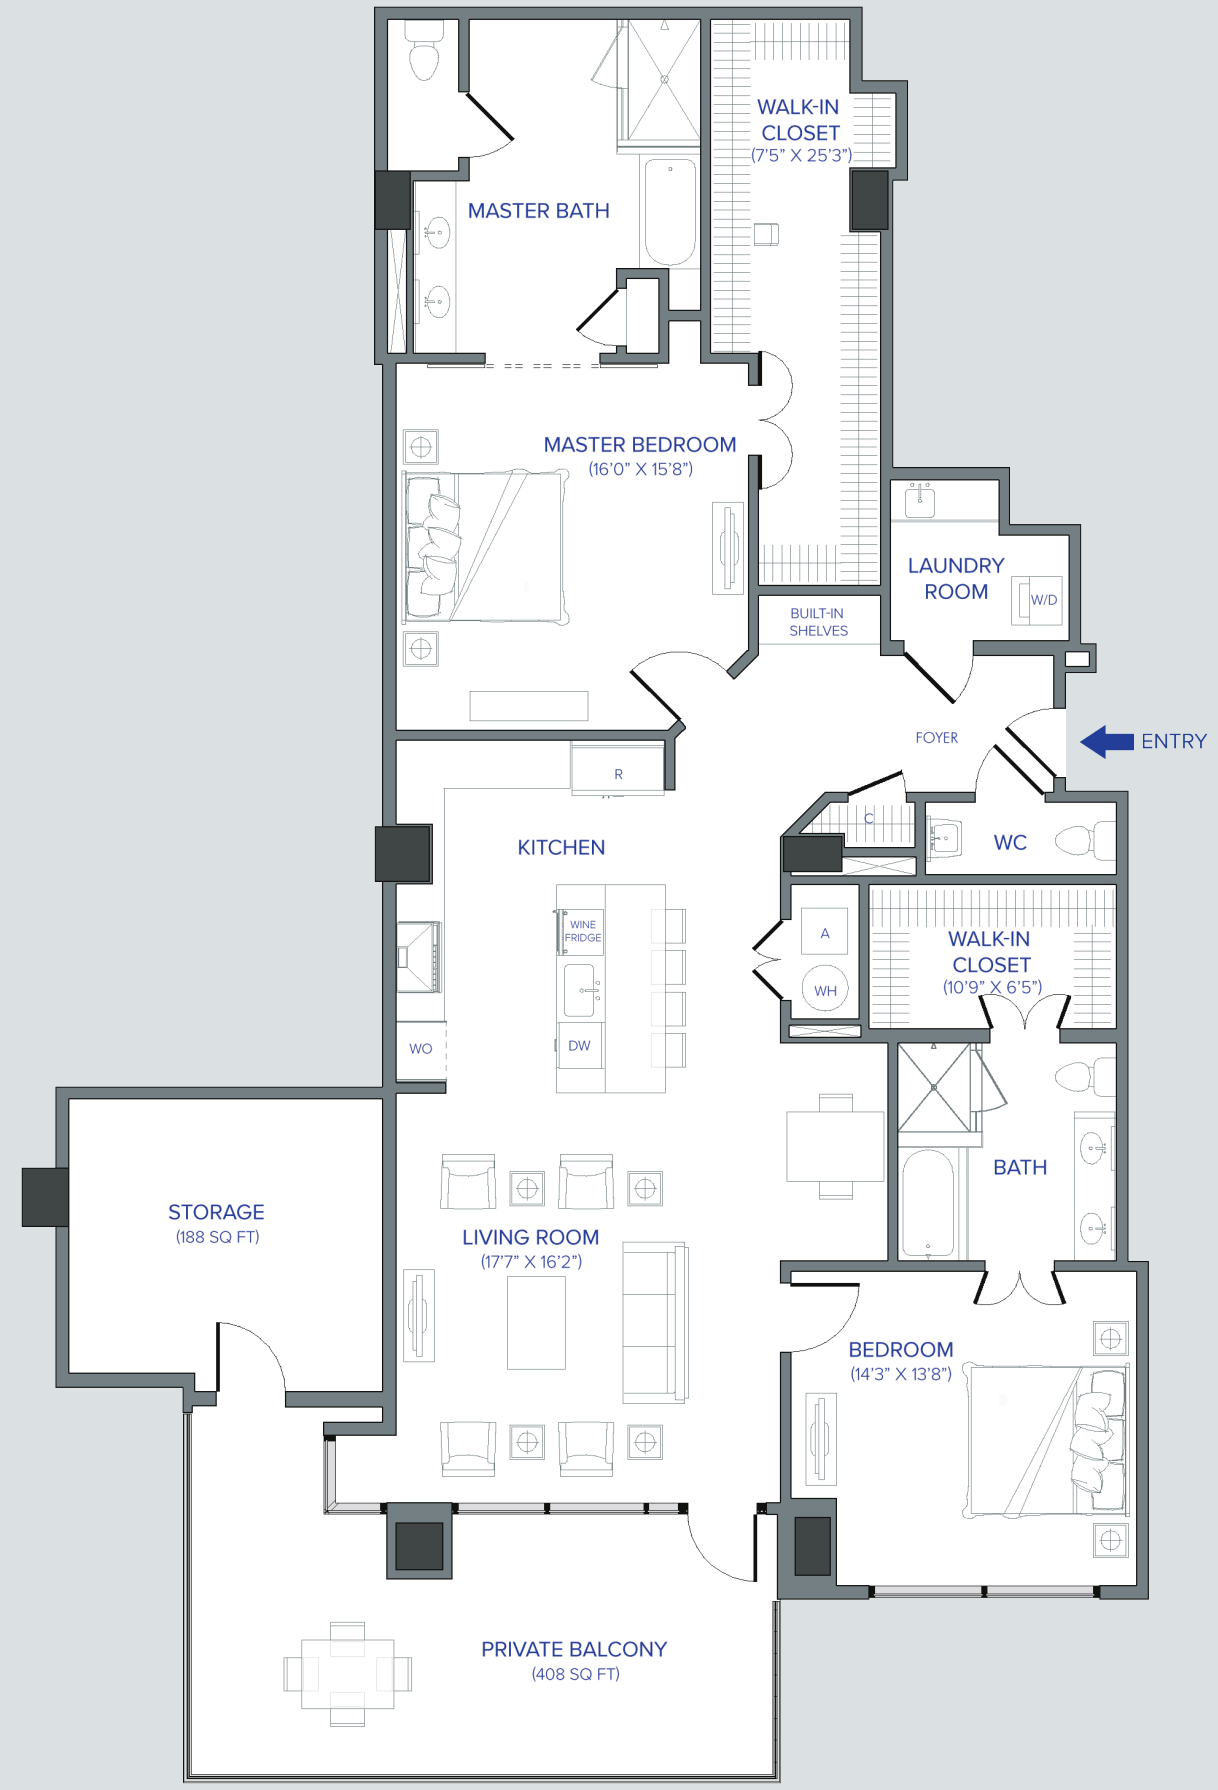 WALK-IN
CLOSET
(7'5" X 25'3")
MASTER BATH
MASTER BEDROOM
(16'0" X 15'8")
LAUNDRY
ROOM
W/D
BUILT-IN
SHELVES
FOYER
ENTRY
R
C
KITCHEN
WC
WINE
FRIDGE
A
WALK-IN
CLOSET
(10'9" X 6'5")
WH
WO
DW
BATH
STORAGE
(188 SQ FT)
LIVING ROOM
(17'7" X 16'2")
BEDROOM
(14'3" X 13'8")
PRIVATE BALCONY
(408 SQ FT)